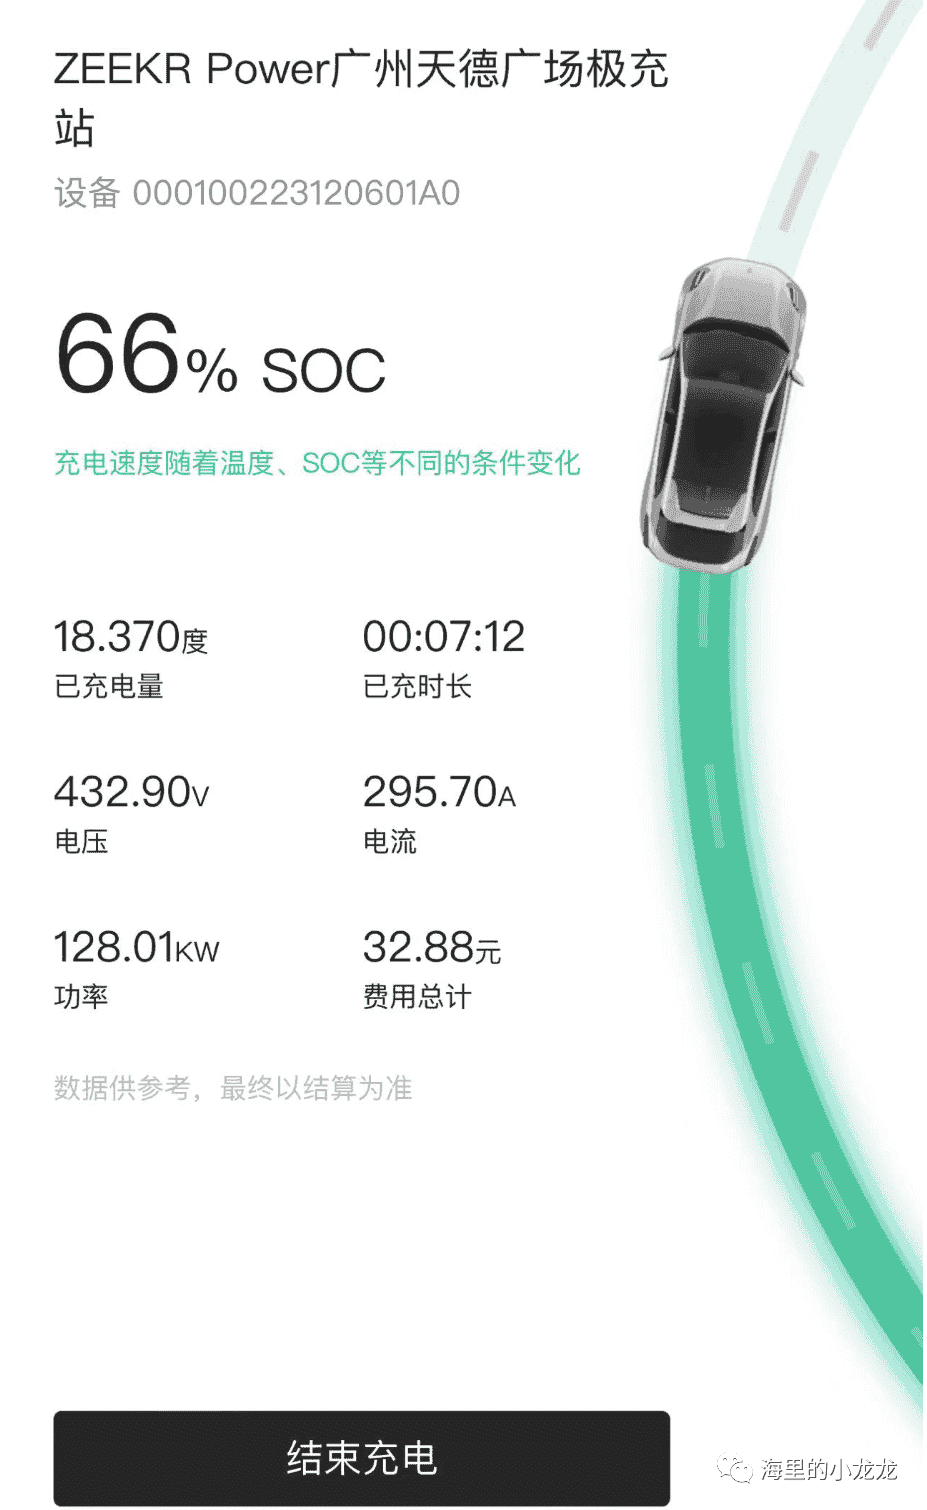 ZEEKR Power广州天德广场极充
站
设备 000100223120601A0
66% SOC
充电速度随着温度、SOC等不同的条件变化
18.370度 00:07:12
已充电量 已充时长
432.90V 295.70A
电压 电流
128.01KW 32.88元
功率 费用总计
数据供参考，最终以结算为准
结束充电
海里的小龙龙